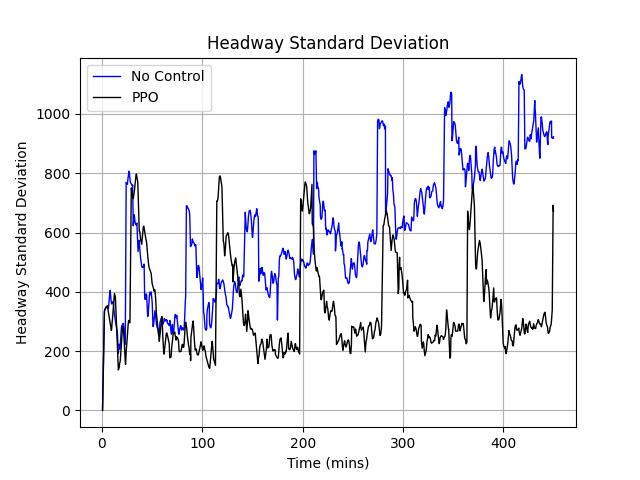 Headway Standard Deviation
No Control
PPO
Headway Standard Deviation
1000
800
600
400
200
0
0 100 200 300 400
Time (mins)